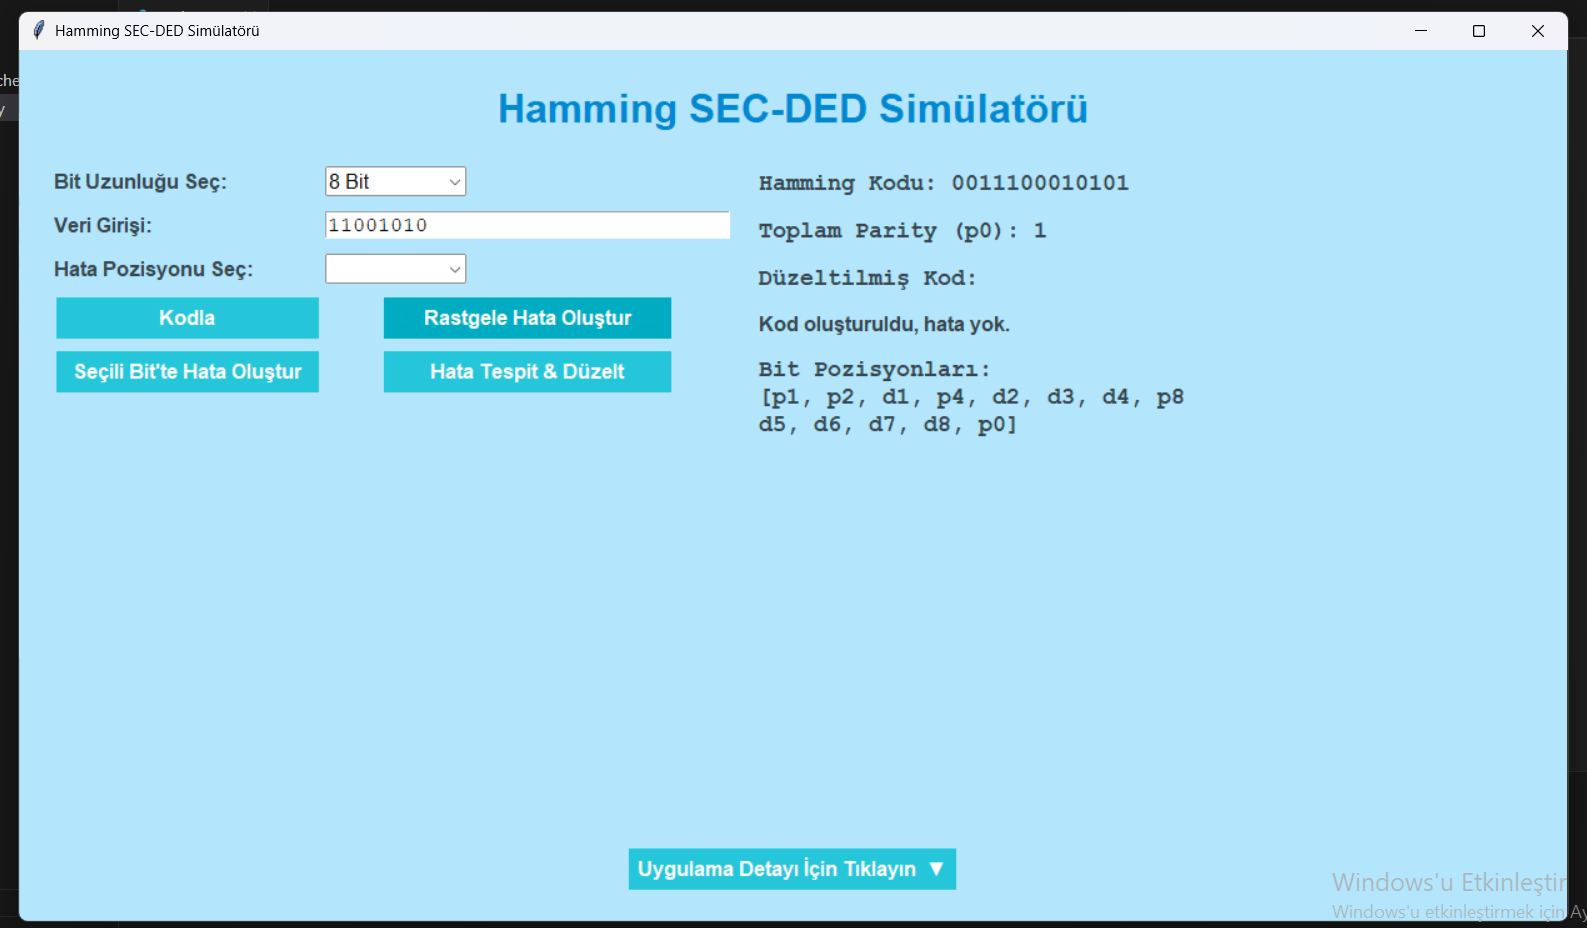 Hamming SEC-DED Simülatörü
Hamming SEC-DED Simülatörü
Bit Uzunluğu Seç:
8 Bit
Veri Girişi:
11001010
Hata Pozisyonu Seç:
Kodla
Rastgele Hata Oluştur
Seçili Bit'te Hata Oluştur
Hata Tespit & Düzelt
Hamming Kodu: 0011100010101
Toplam Parity (p0): 1
Düzeltilmiş Kod:
Kod oluşturuldu, hata yok.
Bit Pozisyonları:
[p1, p2, d1, p4, d2, d3, d4, p8
d5, d6, d7, d8, p0]
Uygulama Detayı İçin Tıklayın ▼
Windows'u Etkinleştir
Windows'u etkinleştirmek için Ay